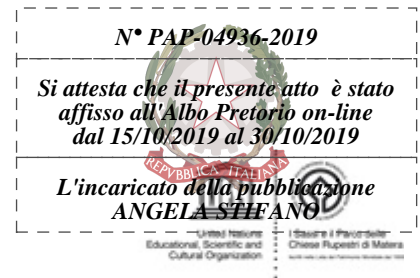 N° PAP-04936-2019
Si attesta che il presente atto è stato
affisso all'Albo Pretorio on-line
dal 15/10/2019 al 30/10/2019
REPVBBLICA ITALIANA
L'incaricato della pubblicazione
ANGELA STIFANO
United Nations
Educational, Scientific and
Cultural Organization
I Sassi e il Parco delle
Chiese Rupestri di Matera